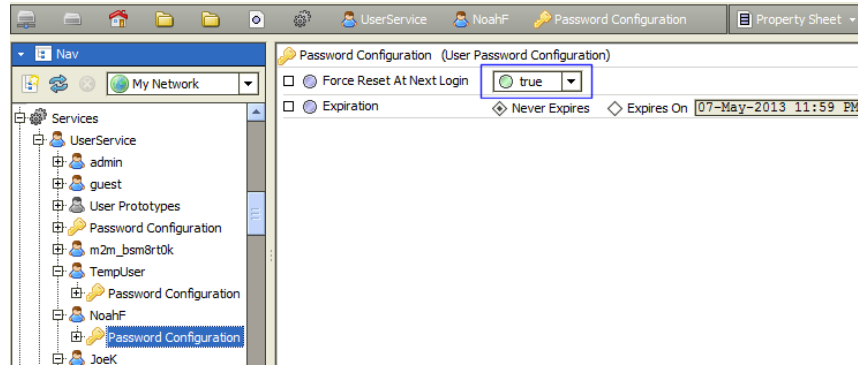 UserService NoahF Password Configuration Property Sheet
Nav
My Network
Services
UserService
admin
guest
User Prototypes
Password Configuration
m2m_bsm8rt0k
TempUser
Password Configuration
NoahF
Password Configuration
JoeK
Password Configuration (User Password Configuration)
Force Reset At Next Login true
Expiration Never Expires Expires On 07-May-2013 11:59 PM